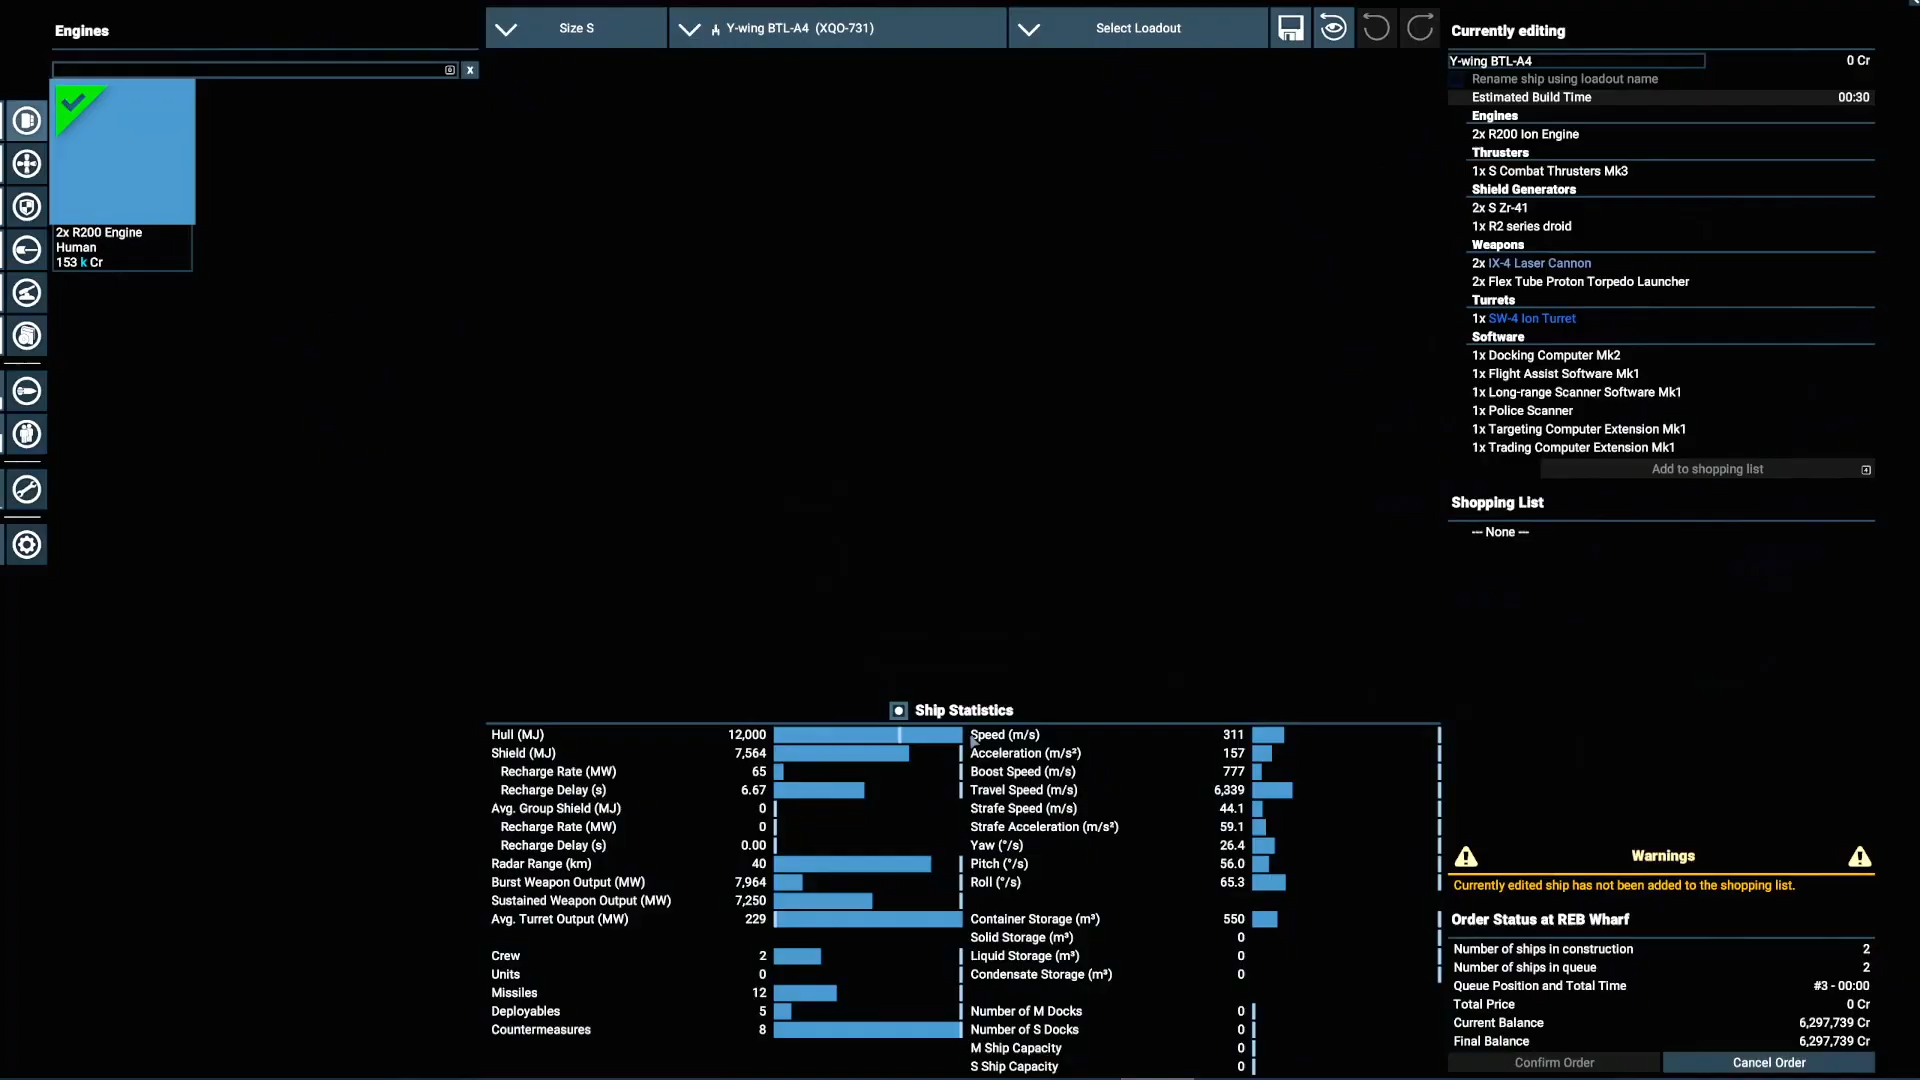 Engines
x
2x R200 Engine
Human
153 k Cr
Size S
Y-wing BTL-A4 (XQO-731)
Select Loadout
Ship Statistics
Hull (MJ) 12,000
Shield (MJ) 7,564
Recharge Rate (MW) 65
Recharge Delay (s) 6.67
Avg. Group Shield (MJ) 0
Recharge Rate (MW) 0
Recharge Delay (s) 0.00
Radar Range (km) 40
Burst Weapon Output (MW) 7,964
Sustained Weapon Output (MW) 7,250
Avg. Turret Output (MW) 229
Crew 2
Units 0
Missiles 12
Deployables 5
Countermeasures 8
Speed (m/s) 311
Acceleration (m/s²) 157
Boost Speed (m/s) 777
Travel Speed (m/s) 6,339
Strafe Speed (m/s) 44.1
Strafe Acceleration (m/s²) 59.1
Yaw (°/s) 26.4
Pitch (°/s) 56.0
Roll (°/s) 65.3
Container Storage (m³) 550
Solid Storage (m³) 0
Liquid Storage (m³) 0
Condensate Storage (m³) 0
Number of M Docks 0
Number of S Docks 0
M Ship Capacity 0
S Ship Capacity 0
Currently editing
Y-wing BTL-A4 0 Cr
Rename ship using loadout name
Estimated Build Time 00:30
Engines
2x R200 Ion Engine
Thrusters
1x S Combat Thrusters Mk3
Shield Generators
2x S Zr-41
1x R2 series droid
Weapons
2x IX-4 Laser Cannon
2x Flex Tube Proton Torpedo Launcher
Turrets
1x SW-4 Ion Turret
Software
1x Docking Computer Mk2
1x Flight Assist Software Mk1
1x Long-range Scanner Software Mk1
1x Police Scanner
1x Targeting Computer Extension Mk1
1x Trading Computer Extension Mk1
Add to shopping list
Shopping List
--- None ---
Warnings
Currently edited ship has not been added to the shopping list.
Order Status at REB Wharf
Number of ships in construction 2
Number of ships in queue 2
Queue Position and Total Time #3 - 00:00
Total Price 0 Cr
Current Balance 6,297,739 Cr
Final Balance 6,297,739 Cr
Confirm Order
Cancel Order